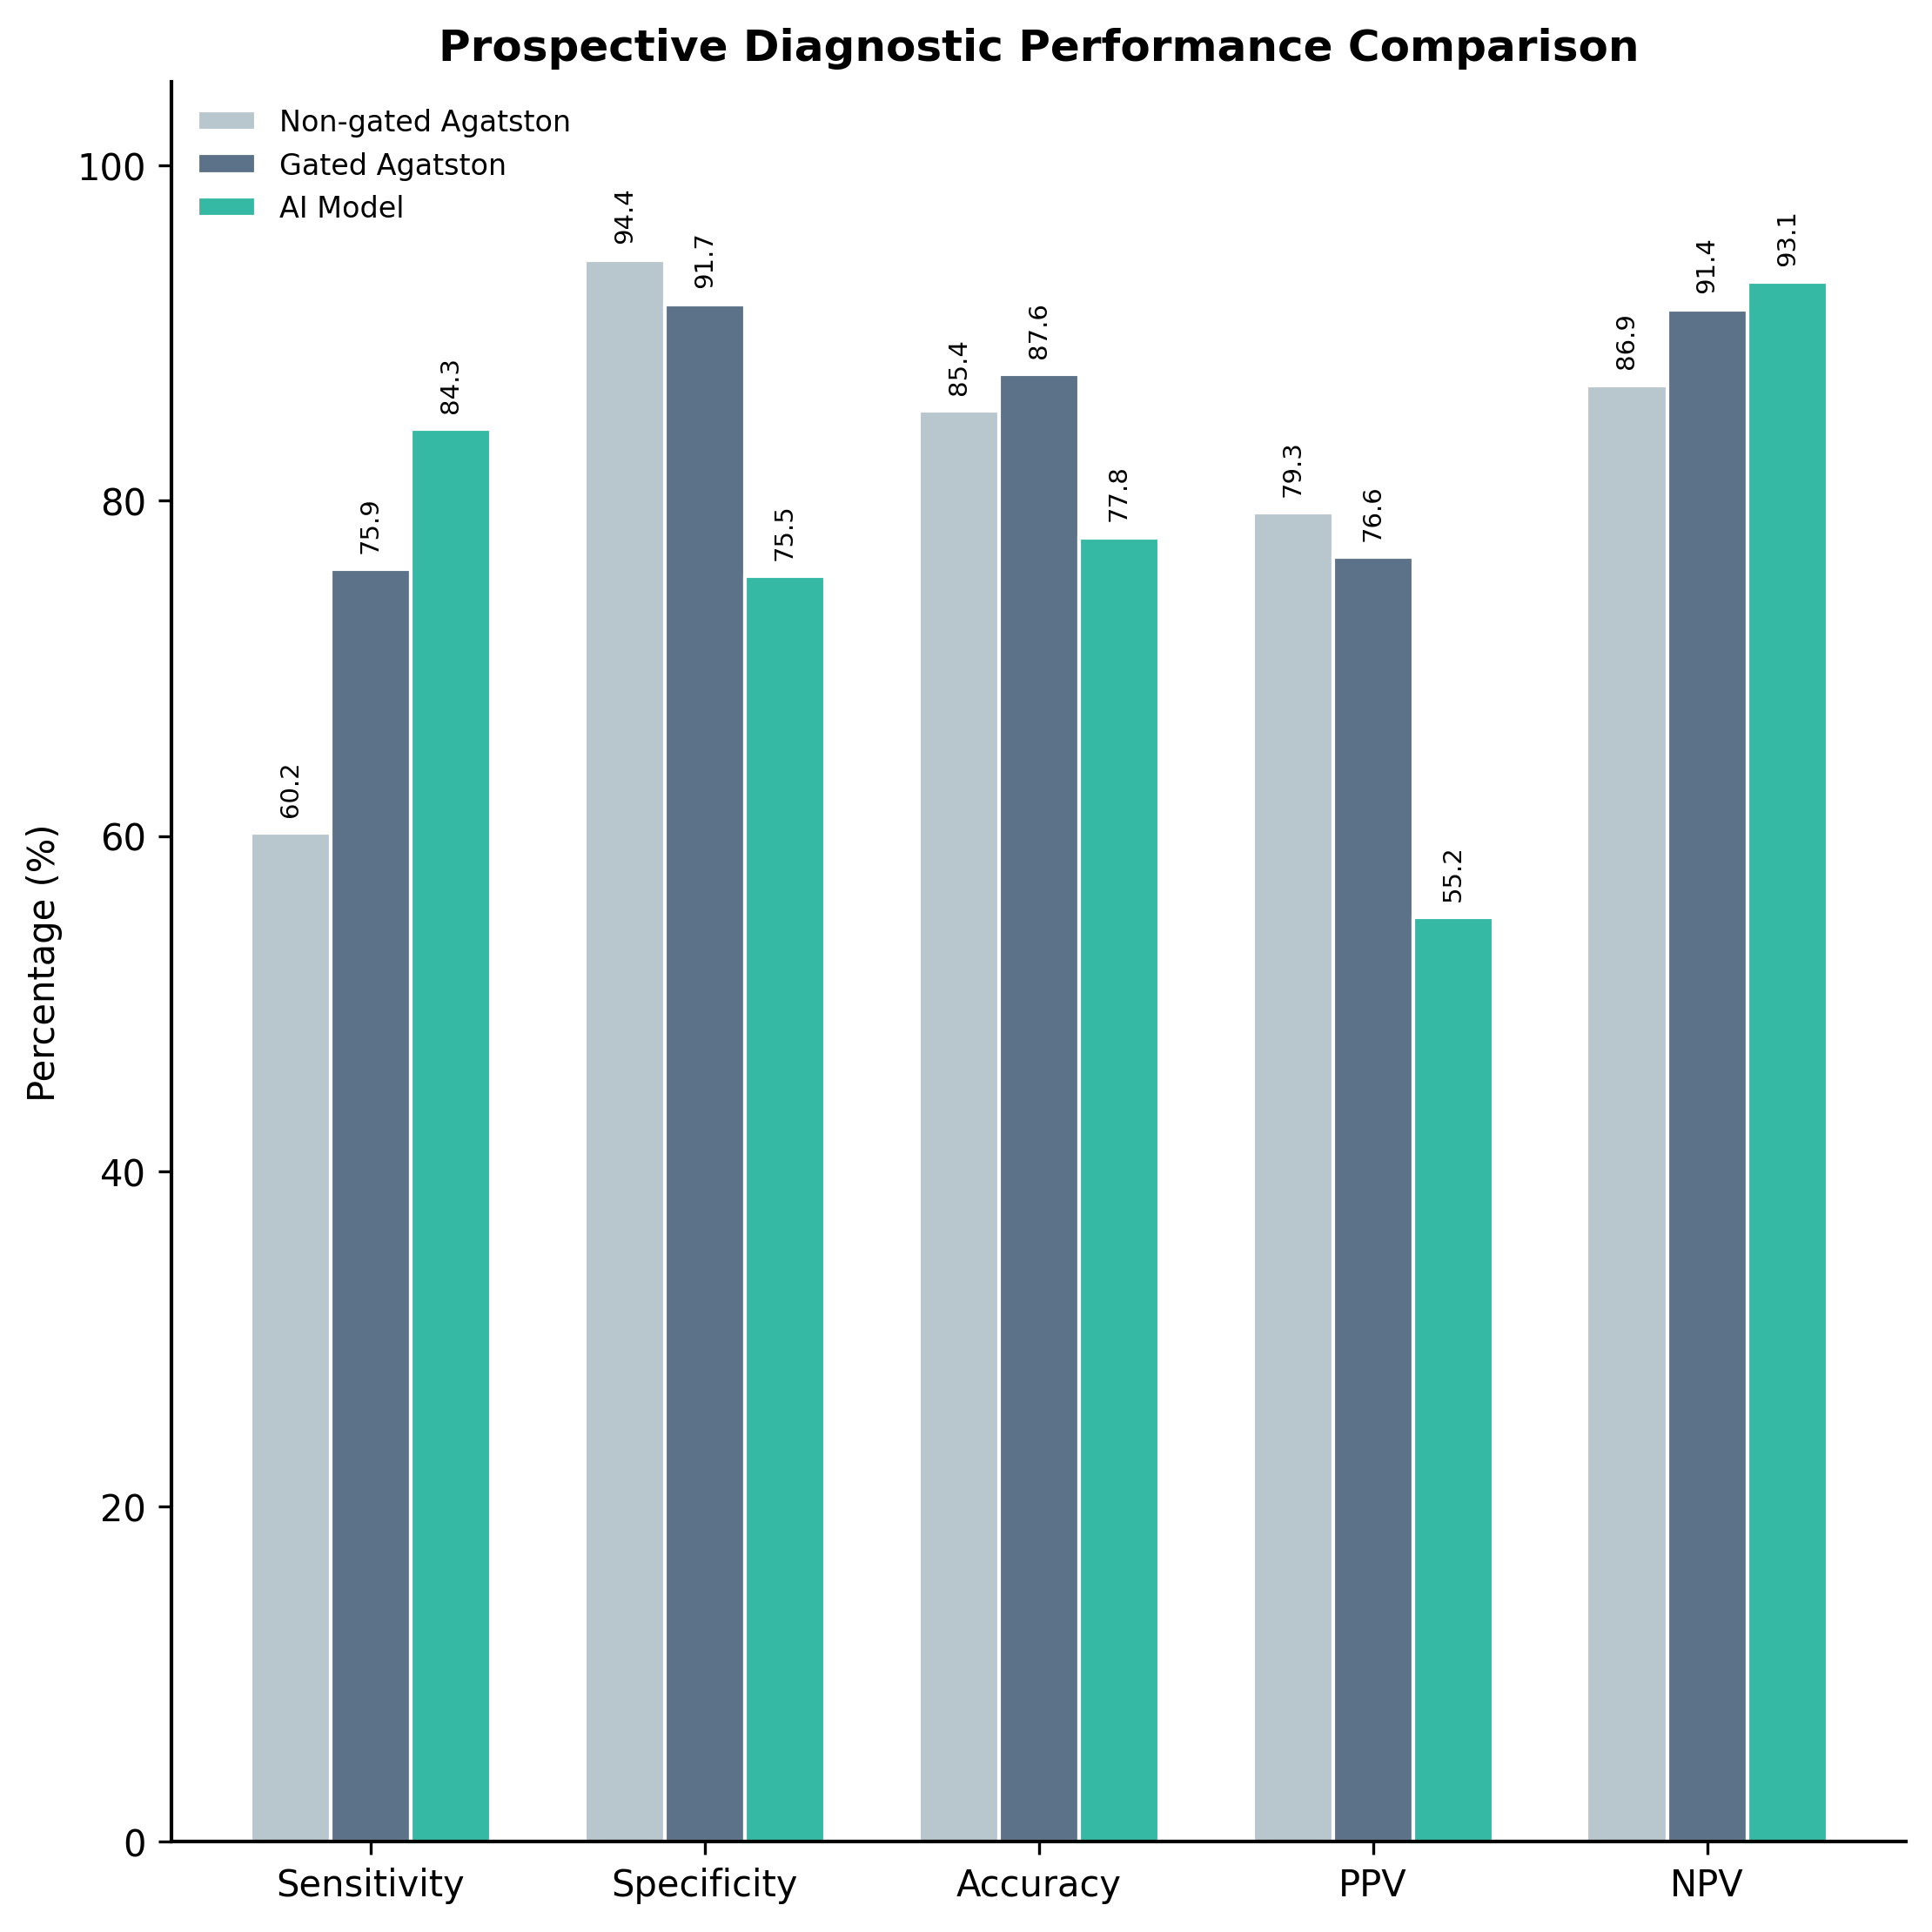 Prospective Diagnostic Performance Comparison
Non-gated Agatston
Gated Agatston
AI Model
Percentage (%)
100
80
60
40
20
0
60.2
75.9
84.3
94.4
91.7
75.5
85.4
87.6
77.8
79.3
76.6
55.2
86.9
91.4
93.1
Sensitivity
Specificity
Accuracy
PPV
NPV